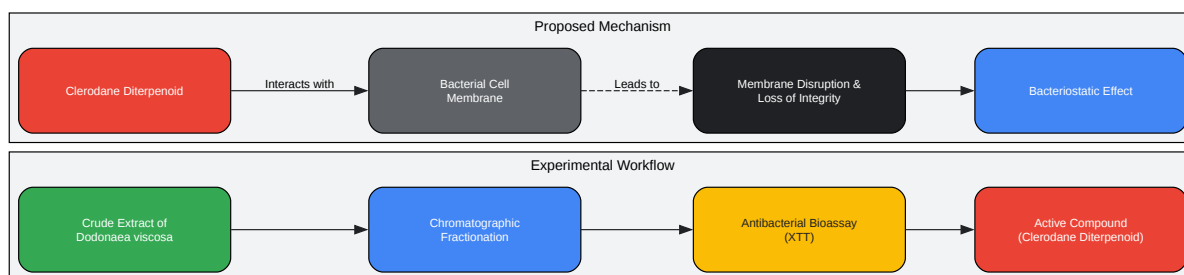 Proposed Mechanism
Clerodane Diterpenoid
Interacts with
Bacterial Cell
Membrane
Leads to
Membrane Disruption &
Loss of Integrity
Bacteriostatic Effect
Experimental Workflow
Crude Extract of
Dodonaea viscosa
Chromatographic
Fractionation
Antibacterial Bioassay
(XTT)
Active Compound
(Clerodane Diterpenoid)